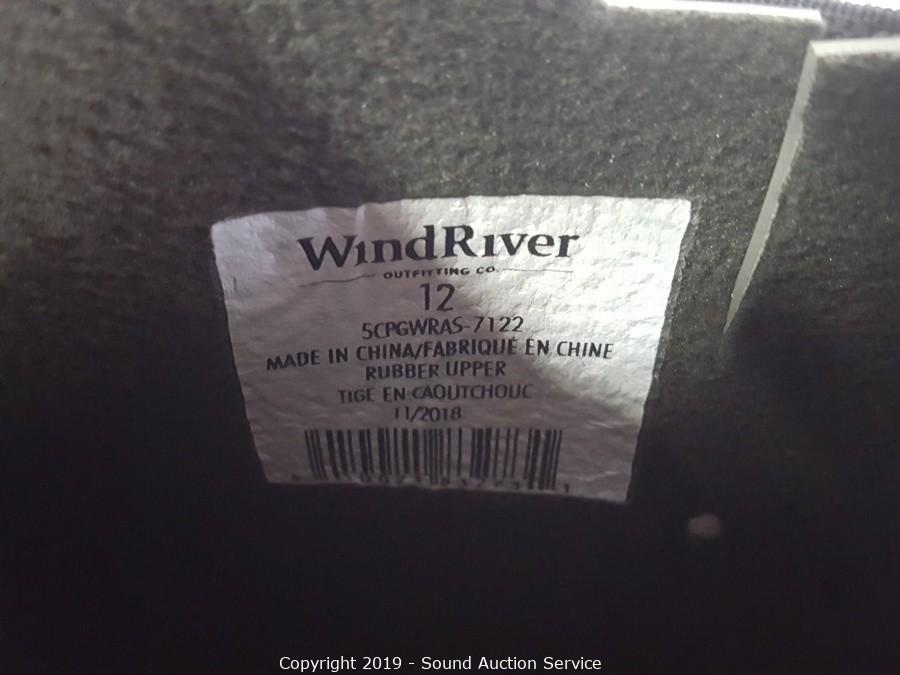 WindRiver
OUTFITTING CO.
12
5CPGWRAS-7122
MADE IN CHINA/FABRIQUÉ EN CHINE
RUBBER UPPER
TIGE EN CAOUTCHOUC
11/2018
Copyright 2019 - Sound Auction Service